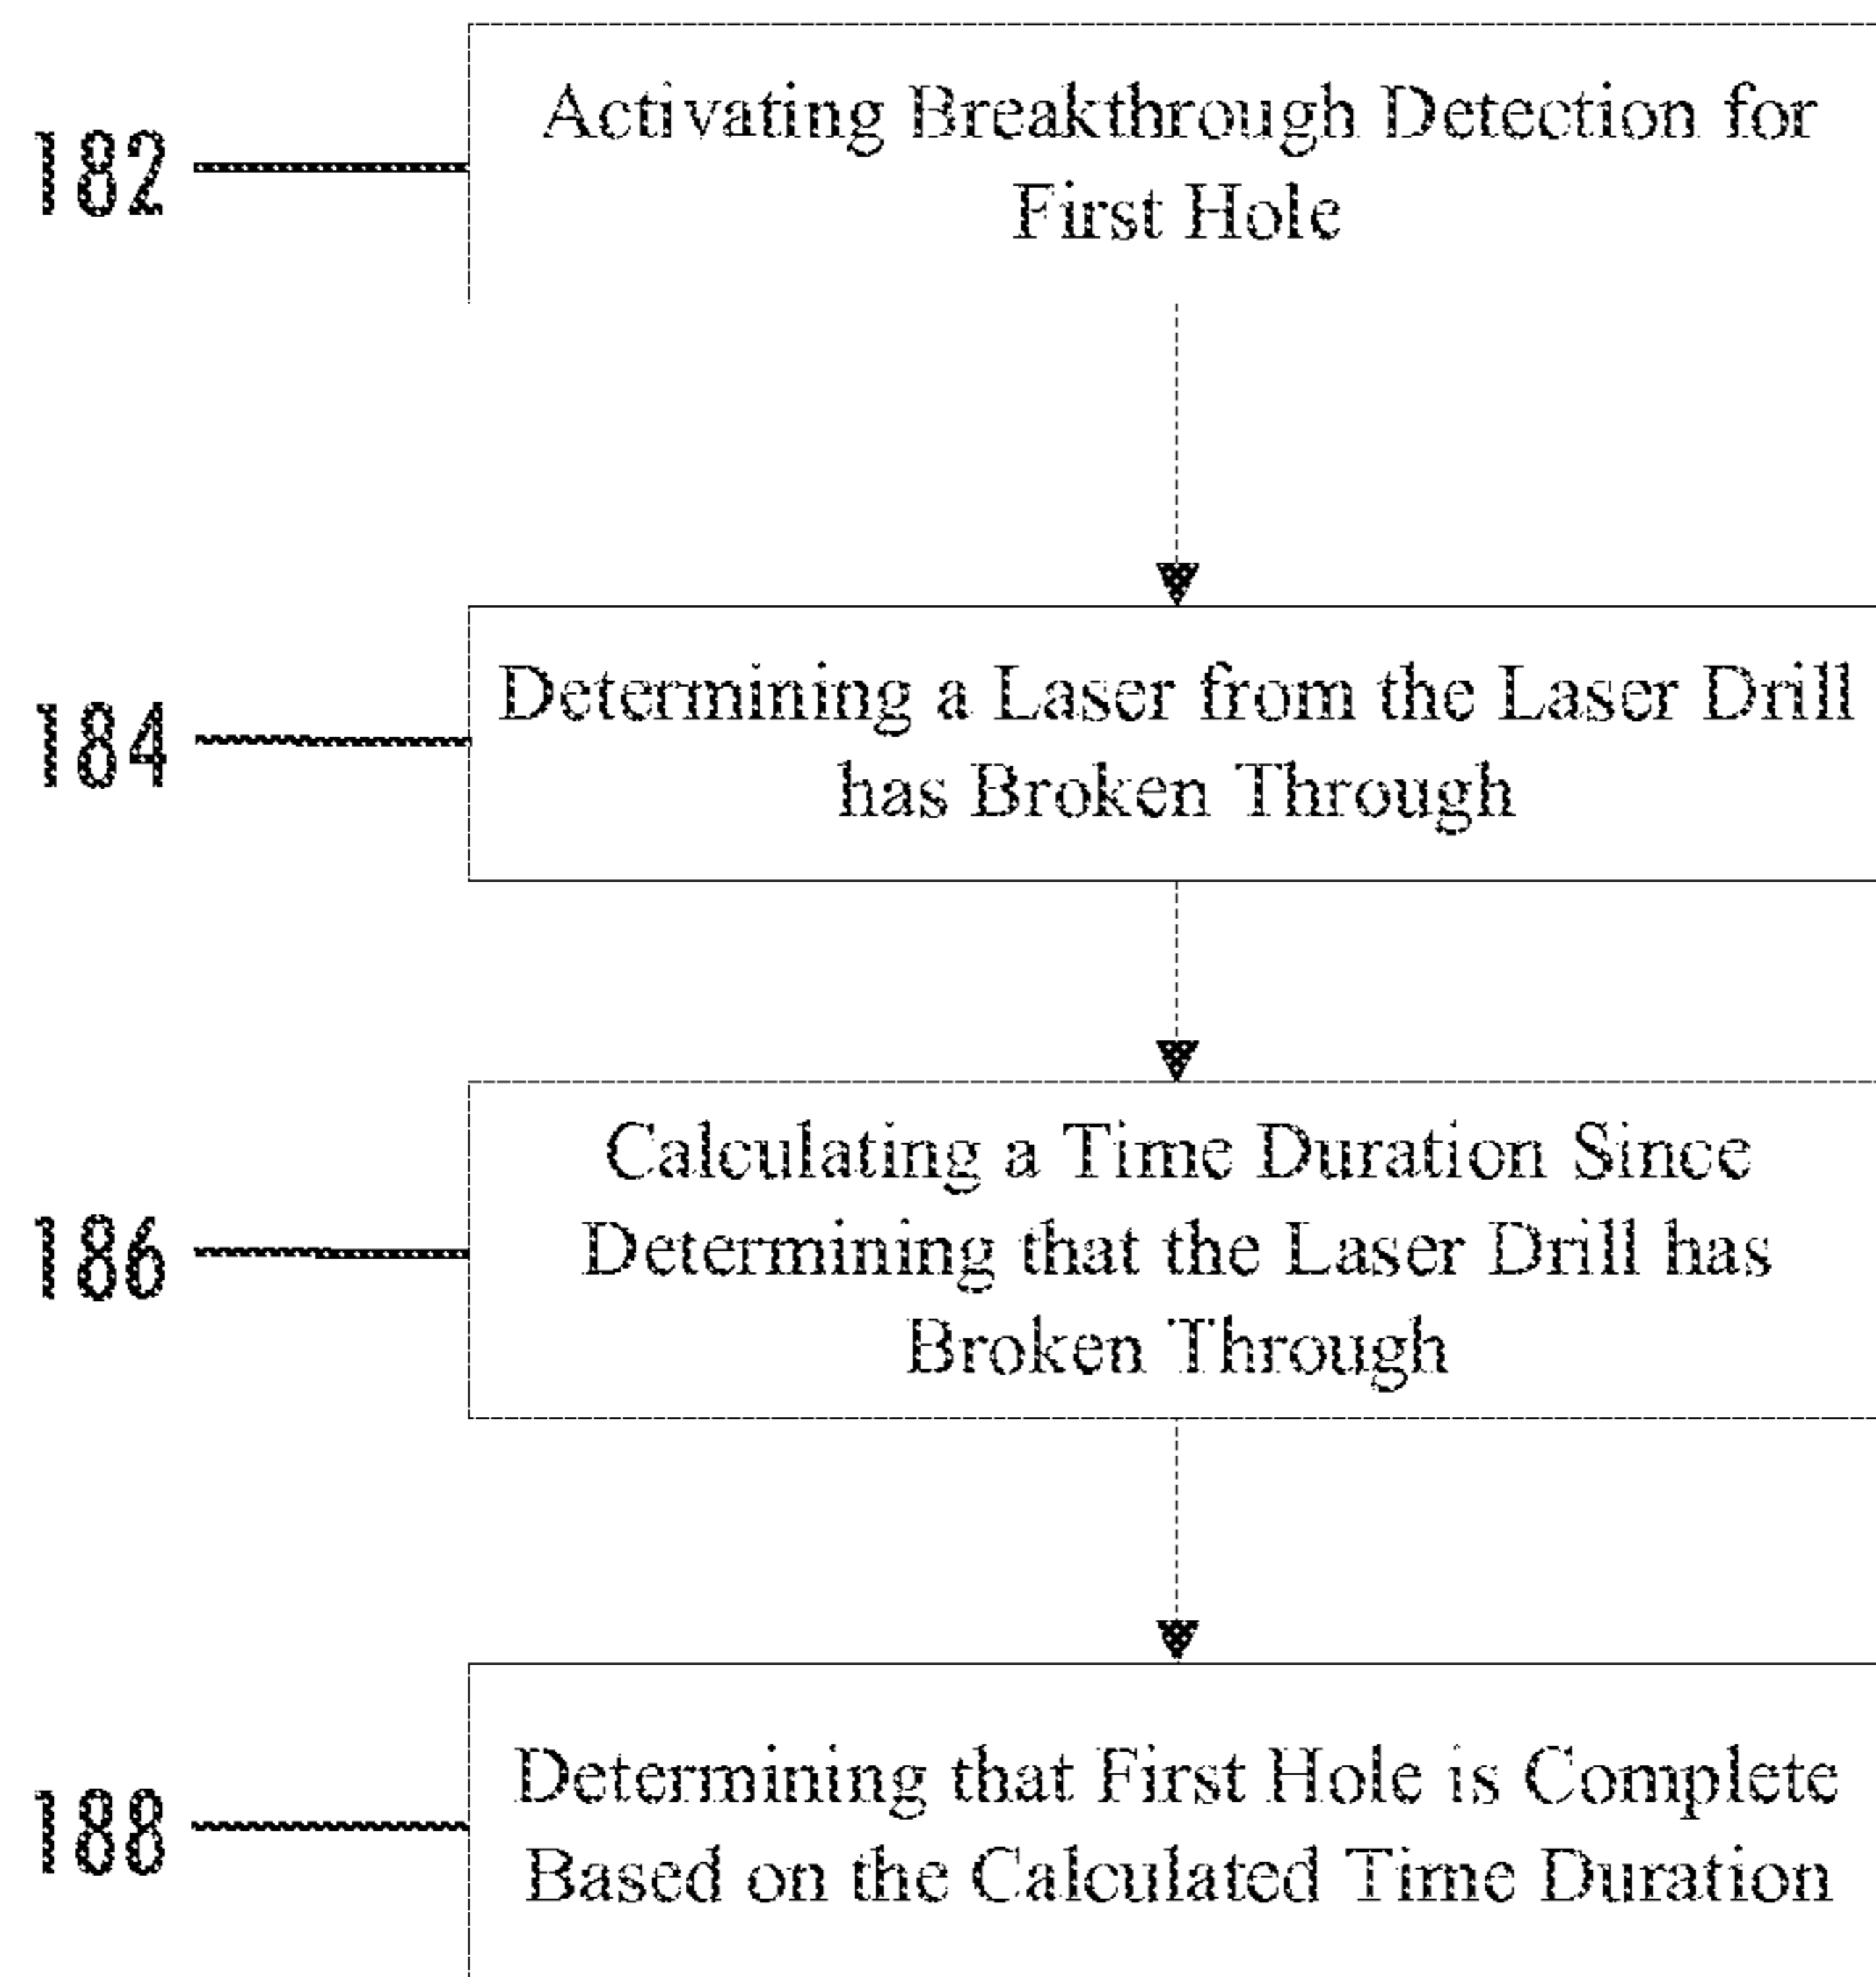 182
Activating Breakthrough Detection for
First Hole
184
Determining a Laser from the Laser Drill
has Broken Through
186
Calculating a Time Duration Since
Determining that the Laser Drill has
Broken Through
188
Determining that First Hole is Complete
Based on the Calculated Time Duration